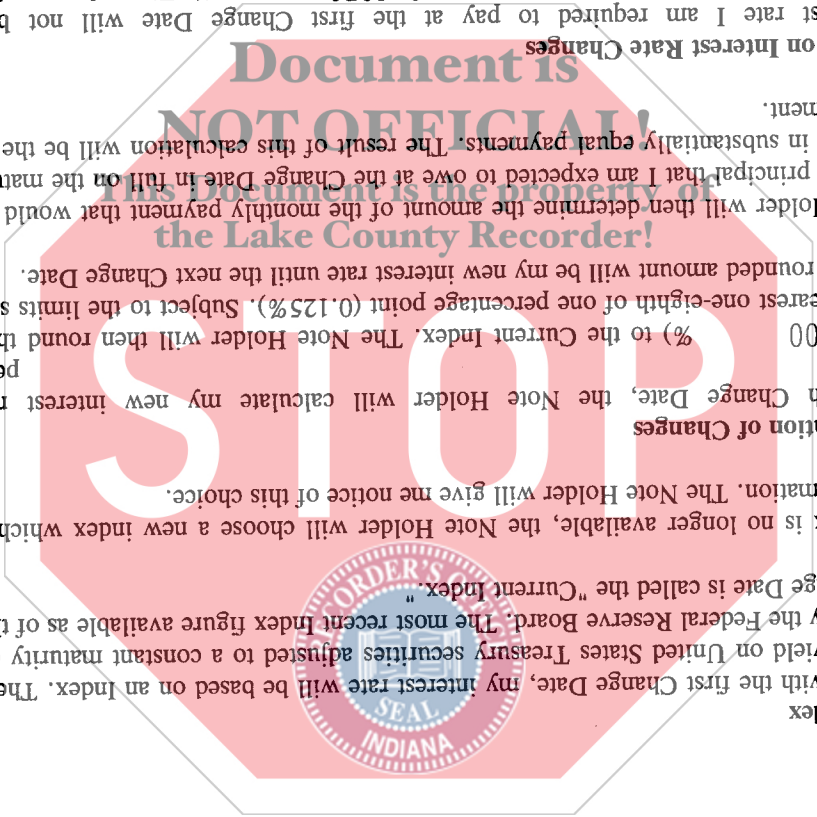 Document is
NOT OFFICIAL!
This Document is the property of
the Lake County Recorder!
STOP
RECORDER'S
SEAL
INDIANA
dex
with the first Change Date, my interest rate will be based on an Index. The
yield on United States Treasury securities adjusted to a constant maturity
y the Federal Reserve Board. The most recent Index figure available as of t
ge Date is called the "Current Index."
x is no longer available, the Note Holder will choose a new index which
mation. The Note Holder will give me notice of this choice.
tion of Changes
h Change Date, the Note Holder will calculate my new interest r
pe
00 %) to the Current Index. The Note Holder will then round th
earest one-eighth of one percentage point (0.125%). Subject to the limits s
rounded amount will be my new interest rate until the next Change Date.
Holder will then determine the amount of the monthly payment that would
principal that I am expected to owe at the Change Date in full on the matu
in substantially equal payments. The result of this calculation will be the
ment.
on Interest Rate Changes
st rate I am required to pay at the first Change Date will not b